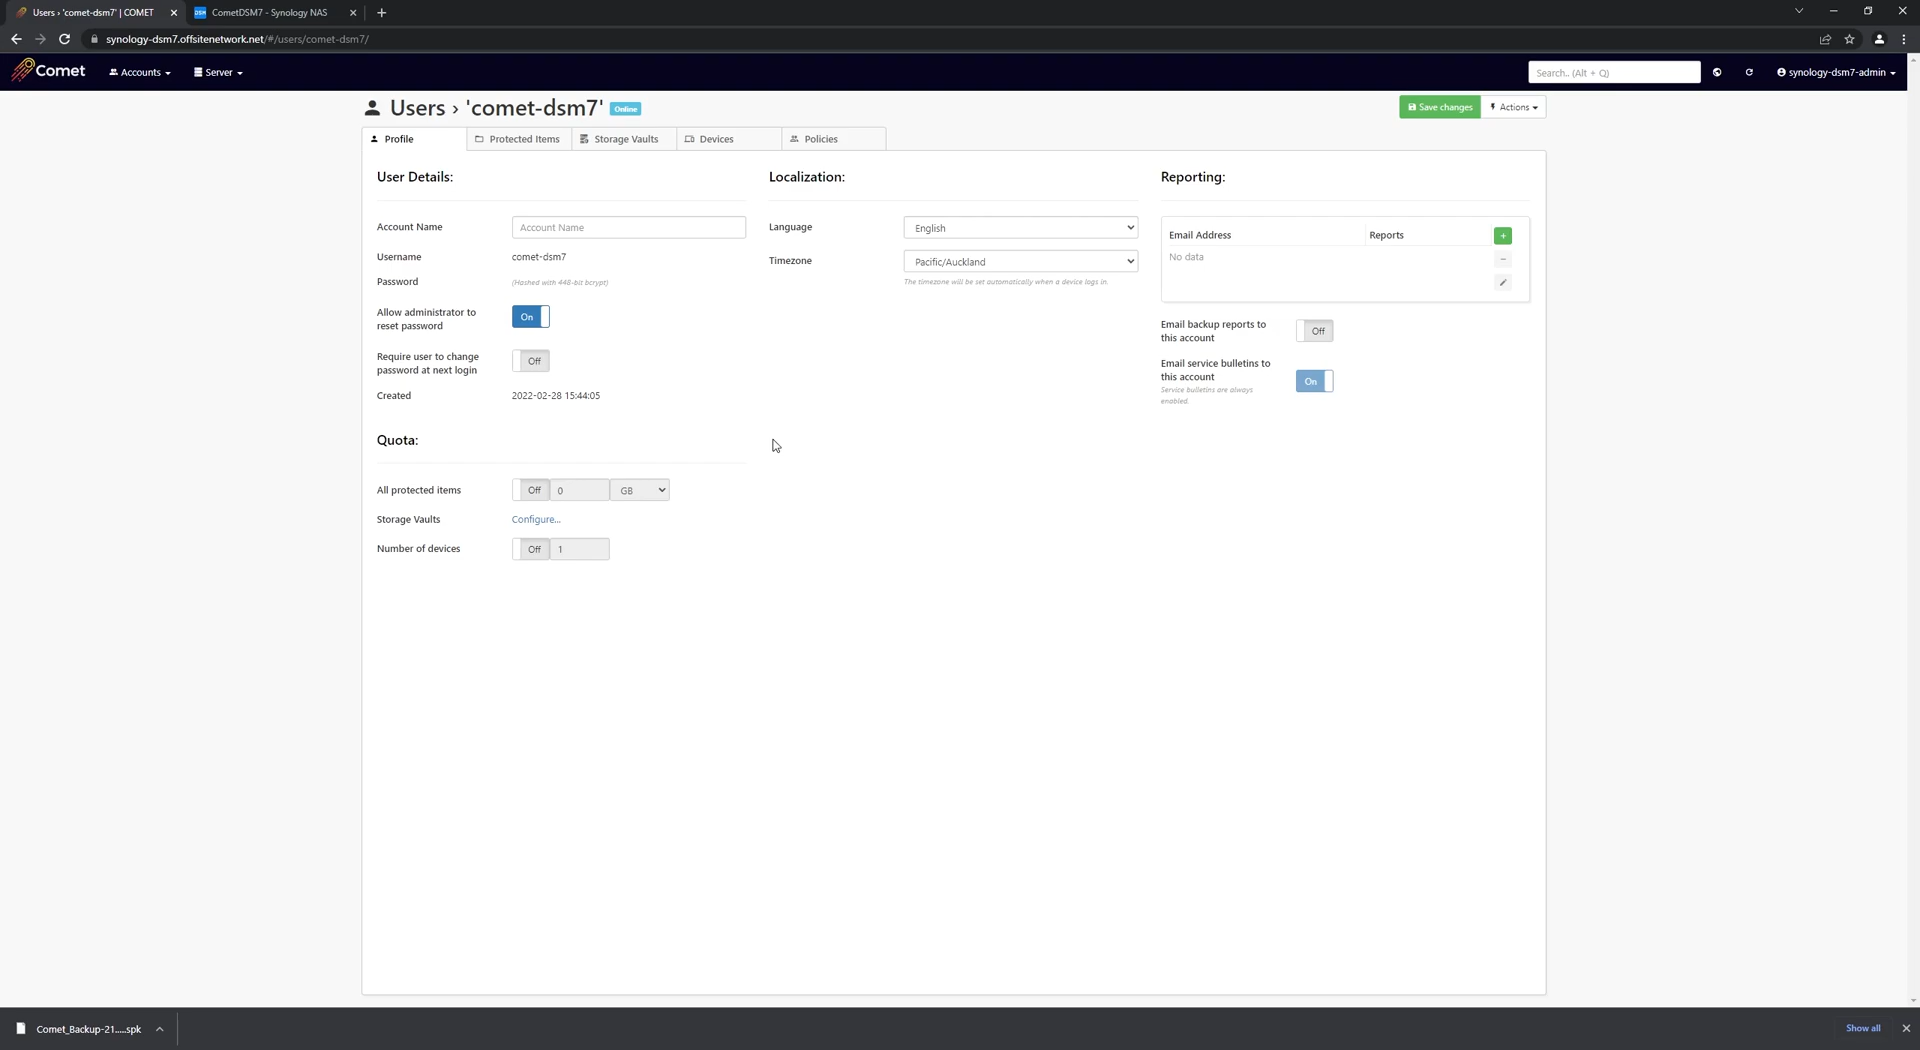 Users › 'comet-dsm7' | COMET
DSM CometDSM7 - Synology NAS
synology-dsm7.offsitenetwork.net/#/users/comet-dsm7/
Comet Accounts Server Search.. (Alt + Q) synology-dsm7-admin
Users › 'comet-dsm7' Online Save changes Actions
Profile Protected Items Storage Vaults Devices Policies
User Details:
Account Name Account Name
Username comet-dsm7
Password (Hashed with 448-bit bcrypt)
Allow administrator to
reset password
On
Require user to change
password at next login
Off
Created 2022-02-28 15:44:05
Quota:
All protected items Off 0 GB
Storage Vaults Configure...
Number of devices Off 1
Localization:
Language English
Timezone Pacific/Auckland
The timezone will be set automatically when a device logs in.
Reporting:
Email Address Reports +
No data
Email backup reports to
this account
Off
Email service bulletins to
this account
Service bulletins are always
enabled.
On
Comet_Backup-21.....spk Show all